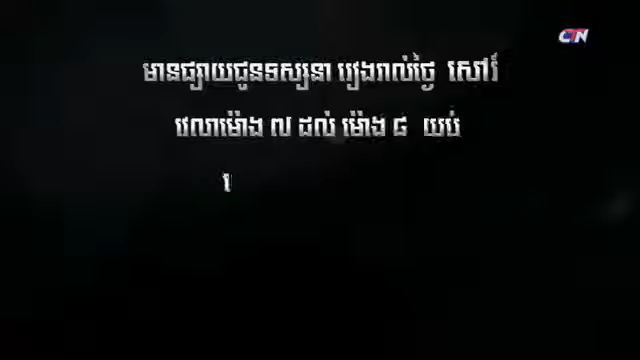 CTN
មានផ្សាយជូនទស្សនា រៀងរាល់ថ្ងៃ សៅរ៍
វេលាម៉ោង ៧ ដល់ ម៉ោង ៨ យប់